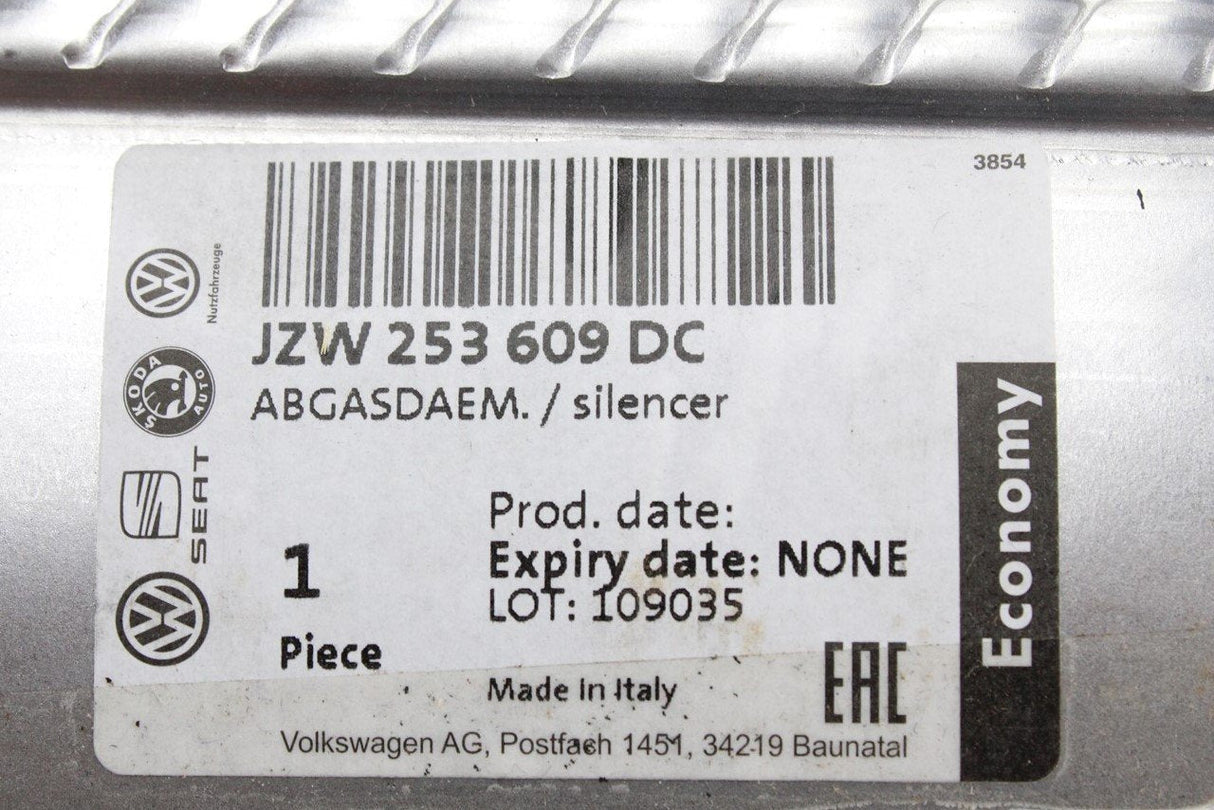 3854
Nutzfahrzeuge
JZW 253 609 DC
ŠKODA
AUTO
ABGASDAEM. / silencer
SEAT
Economy
Prod. date:
1
Expiry date: NONE
LOT: 109035
Piece
Made in Italy
EAC
Volkswagen AG, Postfach 1451, 34219 Baunatal